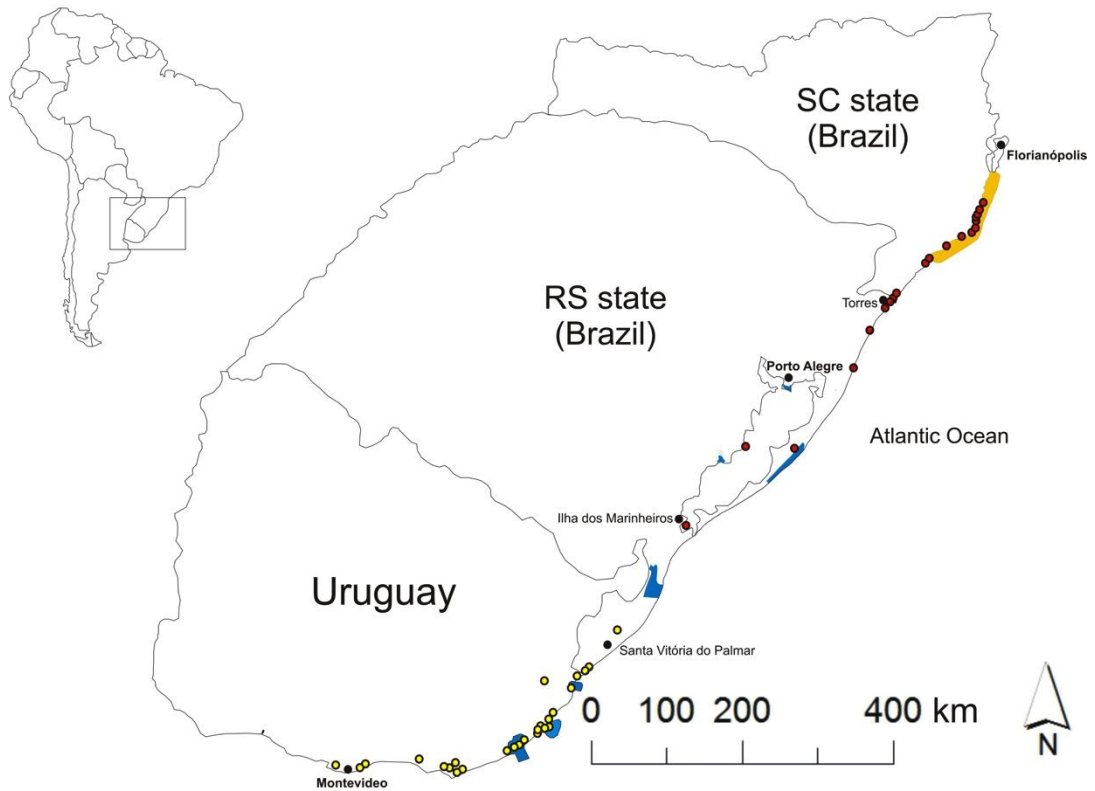 SC state
(Brazil)
Florianópolis
RS state
(Brazil)
Torres
Porto Alegre
Atlantic Ocean
Ilha dos Marinheiros
Uruguay
Santa Vitória do Palmar
0 100 200 400 km
N
Montevideo